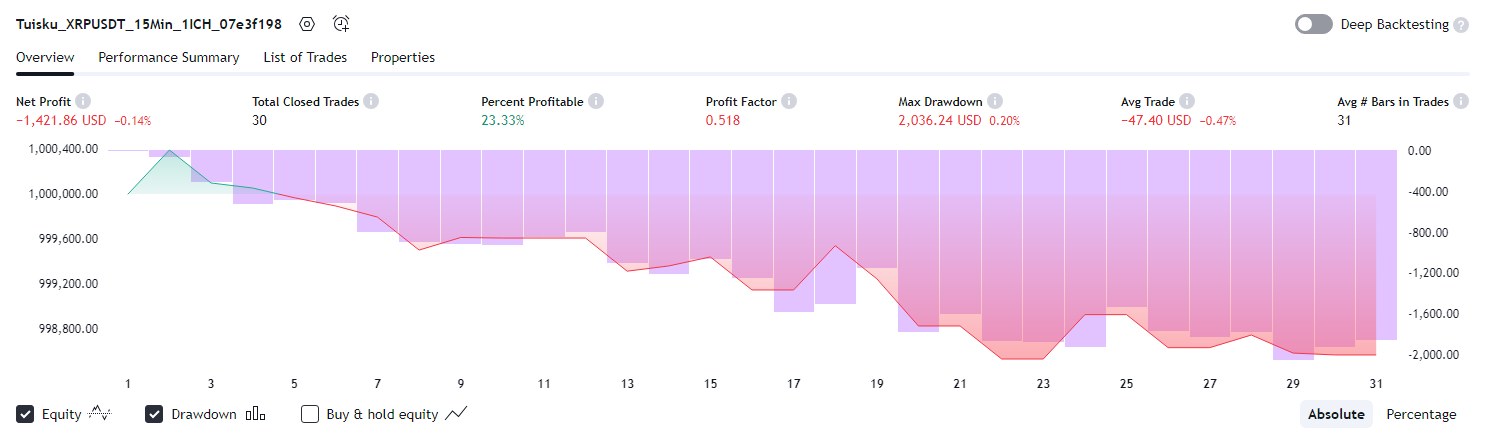 Tuisku_XRPUSDT_15Min_1ICH_07e3f198 Deep Backtesting ?
Overview Performance Summary List of Trades Properties
Net Profit i Total Closed Trades i Percent Profitable i Profit Factor i Max Drawdown i Avg Trade i Avg # Bars in Trades i
−1,421.86 USD −0.14% 30 23.33% 0.518 2,036.24 USD 0.20% −47.40 USD −0.47% 31
1,000,400.00 0.00
1,000,000.00 -400.00
999,600.00 -800.00
999,200.00 -1,200.00
998,800.00 -1,600.00
-2,000.00
1 3 5 7 9 11 13 15 17 19 21 23 25 27 29 31
Equity Drawdown Buy & hold equity Absolute Percentage